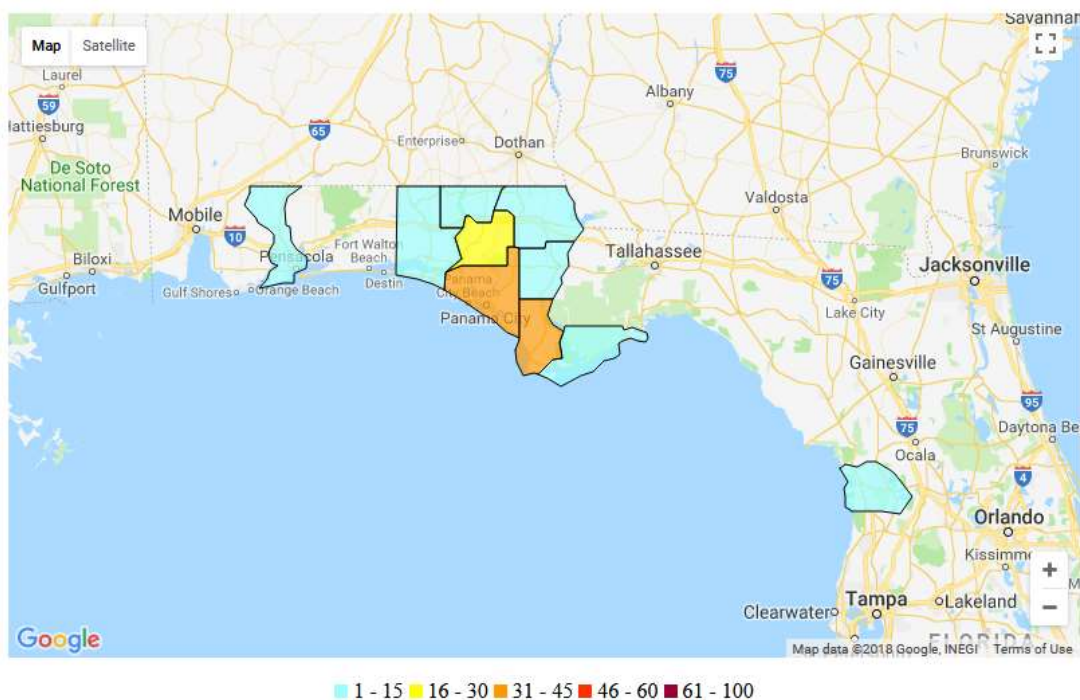 Savannah
Map Satellite
75
Laurel
59
Albany
Hattiesburg
65
Enterprise
Dothan
De Soto
National Forest
Brunswick
Valdosta
Mobile
10
Fort Walton
Beach
Tallahassee
Pensacola
Biloxi
Destin
Jacksonville
Gulfport
Gulf Shores
Orange Beach
Panama
City Beach
75
Lake City
Panama City
St Augustine
Gainesville
95
75
Daytona Be
Ocala
4
Orlando
Kissimm
+
Clearwater
Tampa
Lakeland
−
Google
FLORIDA
Map data ©2018 Google, INEGI Terms of Use
1 - 15 16 - 30 31 - 45 46 - 60 61 - 100